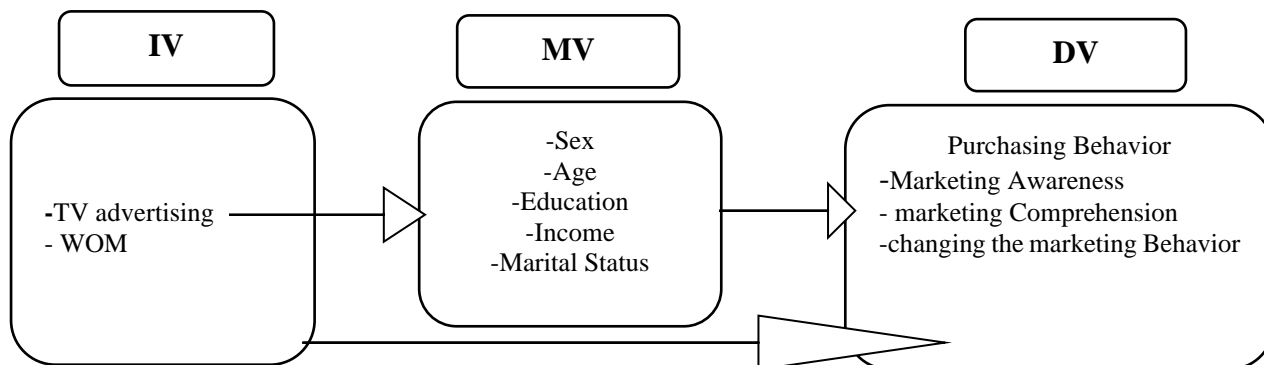 IV
MV
DV
-TV advertising
- WOM
-Sex
-Age
-Education
-Income
-Marital Status
Purchasing Behavior
-Marketing Awareness
- marketing Comprehension
-changing the marketing Behavior